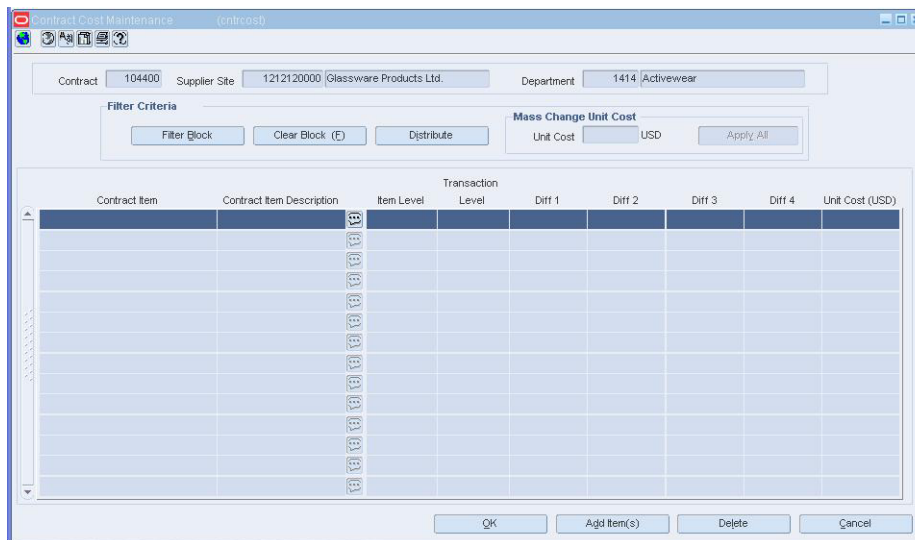 Contract Cost Maintenance (cntrcost)
Contract 104400 Supplier Site 1212120000 Glassware Products Ltd. Department 1414 Activewear
Filter Criteria
Filter Block Clear Block (F) Distribute
Mass Change Unit Cost
Unit Cost USD Apply All
Contract Item Contract Item Description Item Level Transaction Level Diff 1 Diff 2 Diff 3 Diff 4 Unit Cost (USD)
OK Add Item(s) Delete Cancel